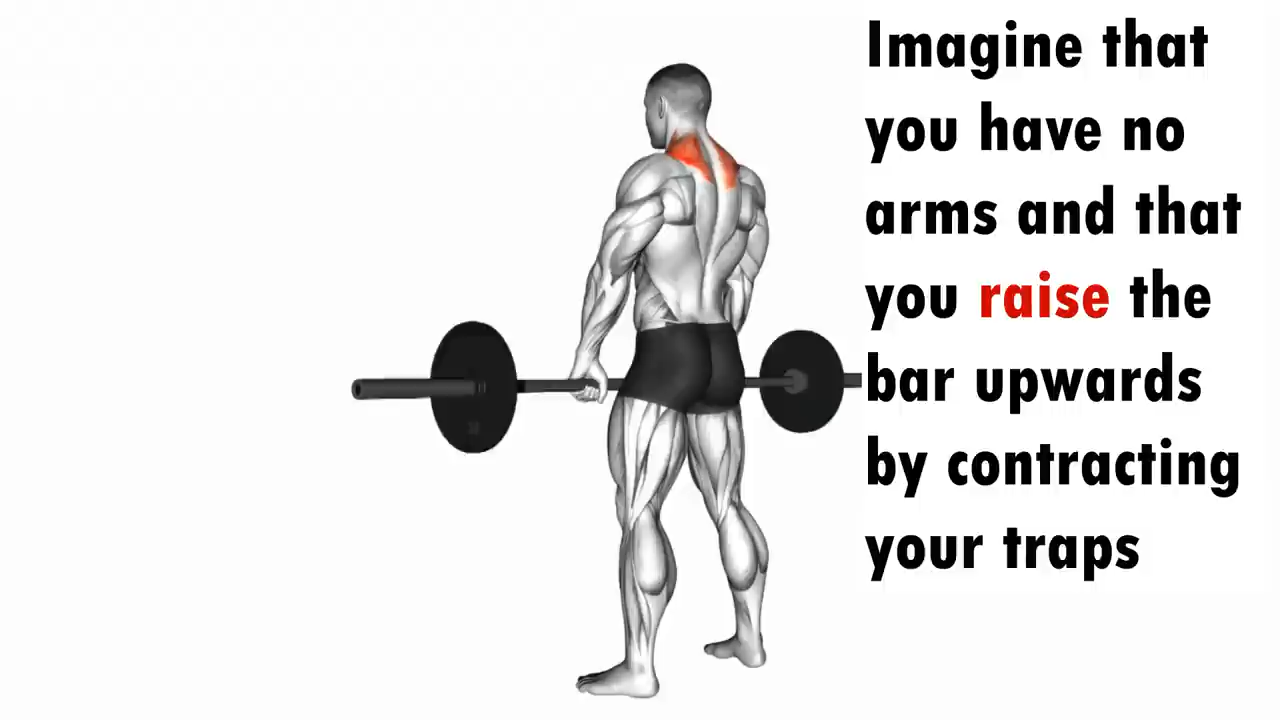 Imagine that
you have no
arms and that
you raise the
bar upwards
by contracting
your traps